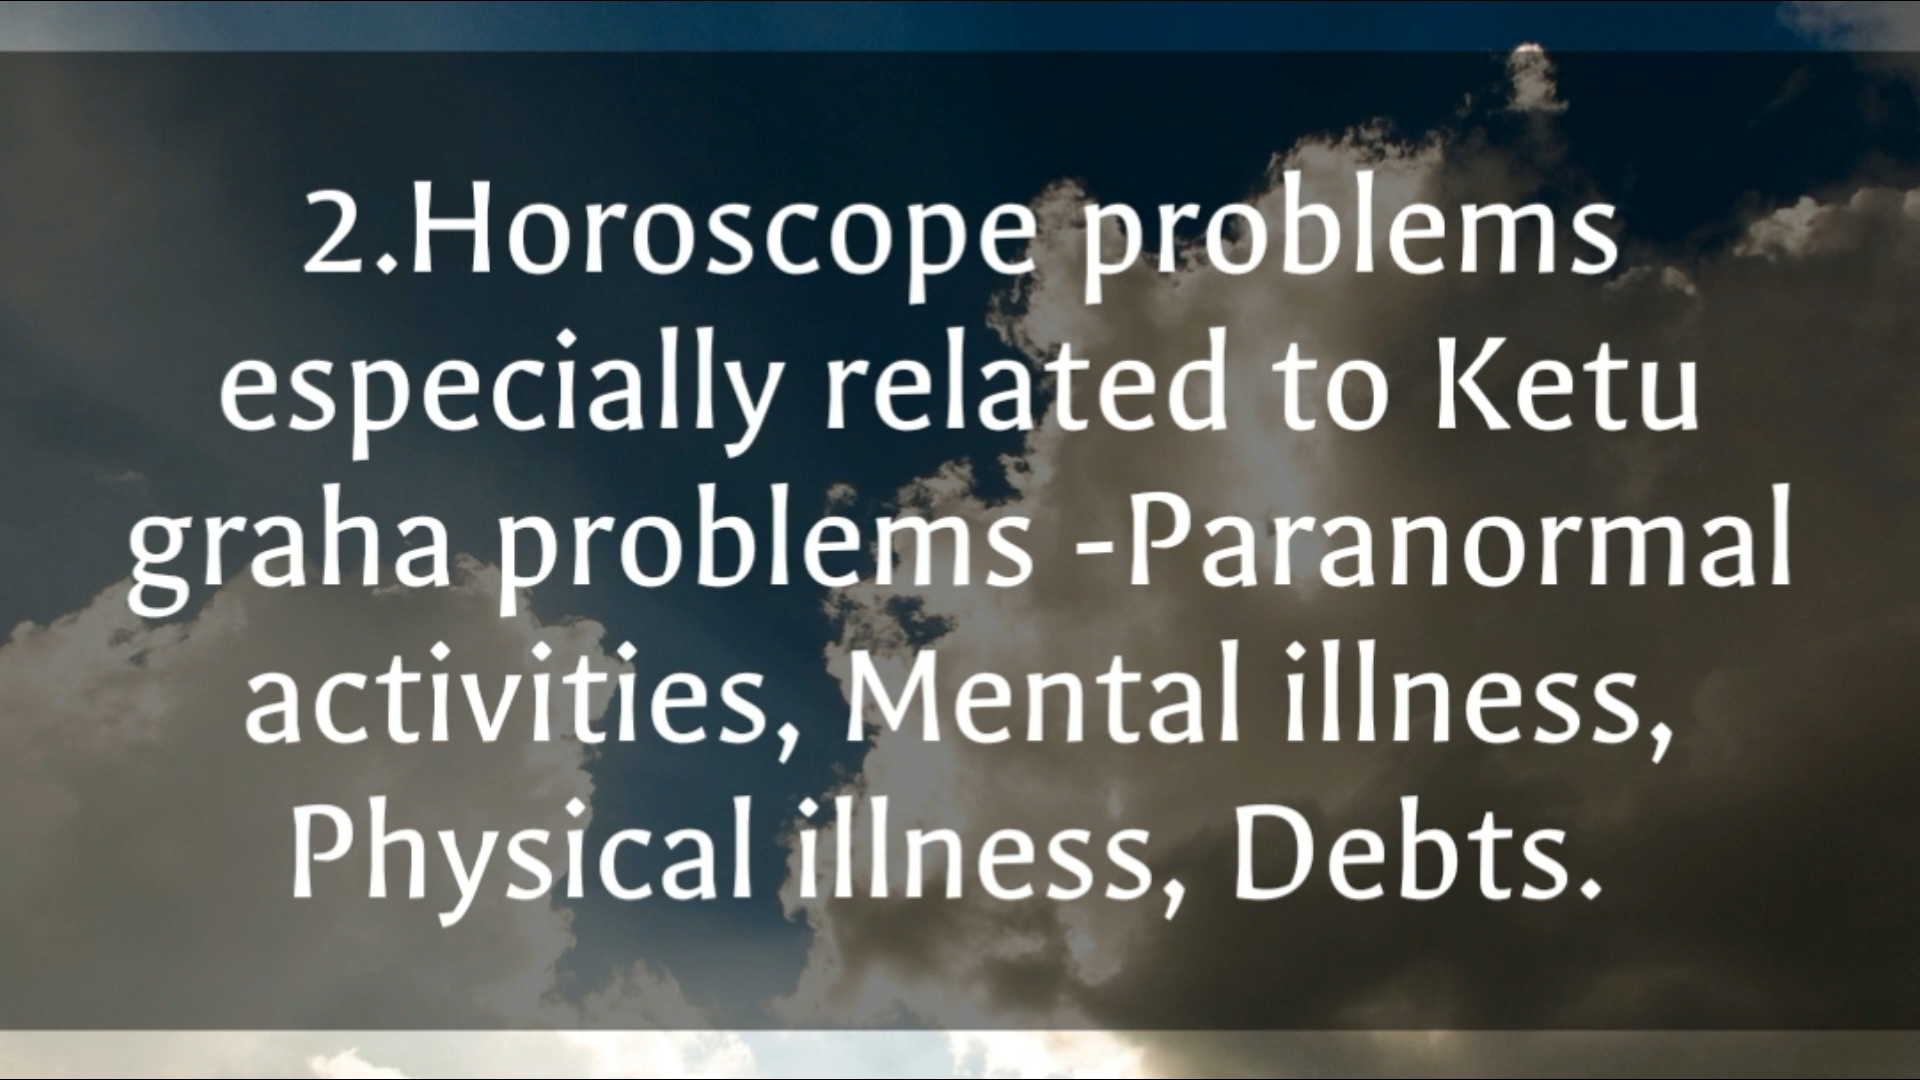 2.Horoscope problems
especially related to Ketu
graha problems -Paranormal
activities, Mental illness,
Physical illness, Debts.